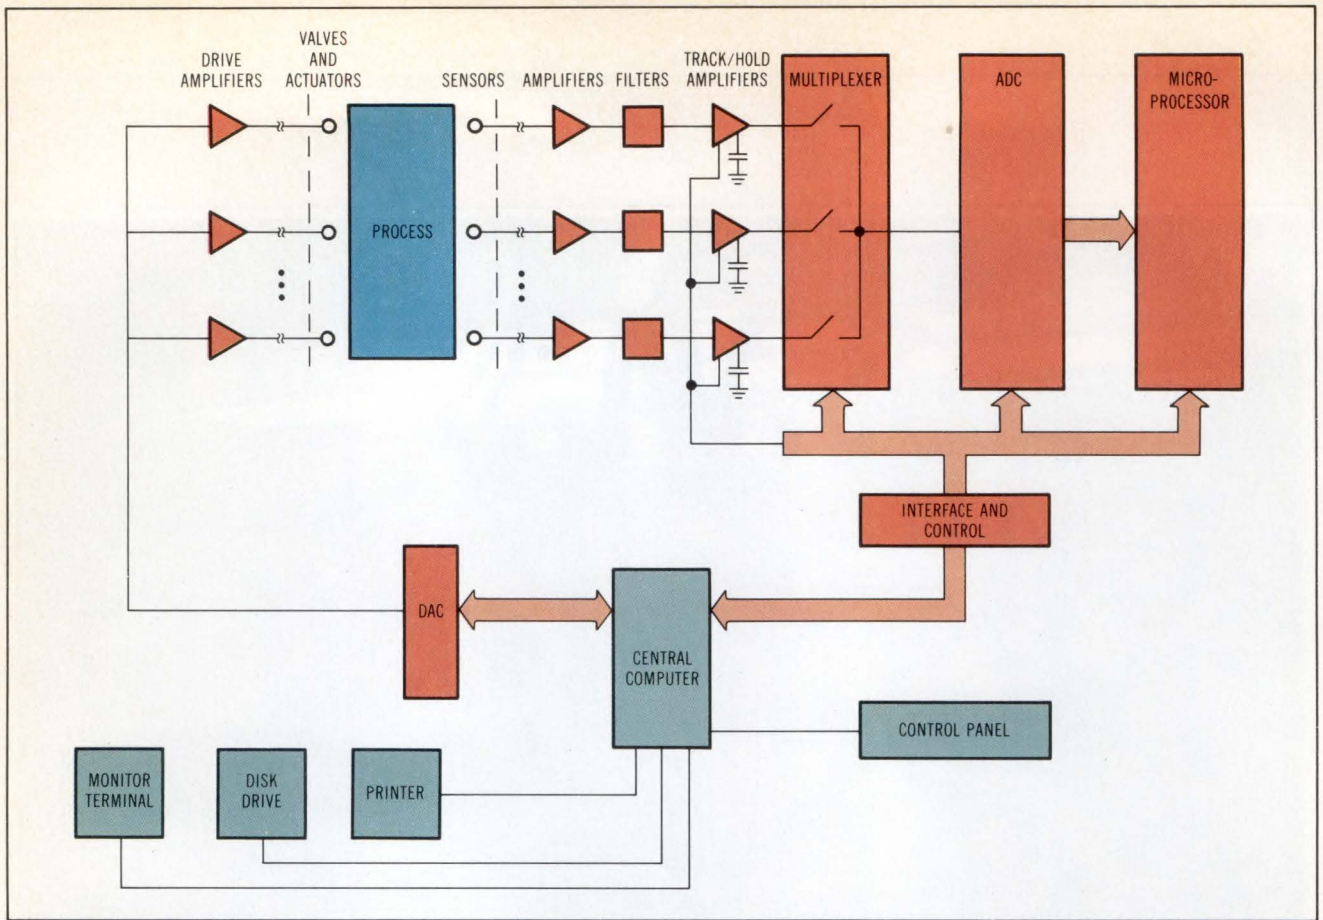 DRIVE
AMPLIFIERS
VALVES
AND
ACTUATORS
SENSORS
AMPLIFIERS
FILTERS
TRACK/HOLD
AMPLIFIERS
MULTIPLEXER
ADC
MICRO-
PROCESSOR
PROCESS
INTERFACE AND
CONTROL
DAC
CENTRAL
COMPUTER
CONTROL PANEL
MONITOR
TERMINAL
DISK
DRIVE
PRINTER